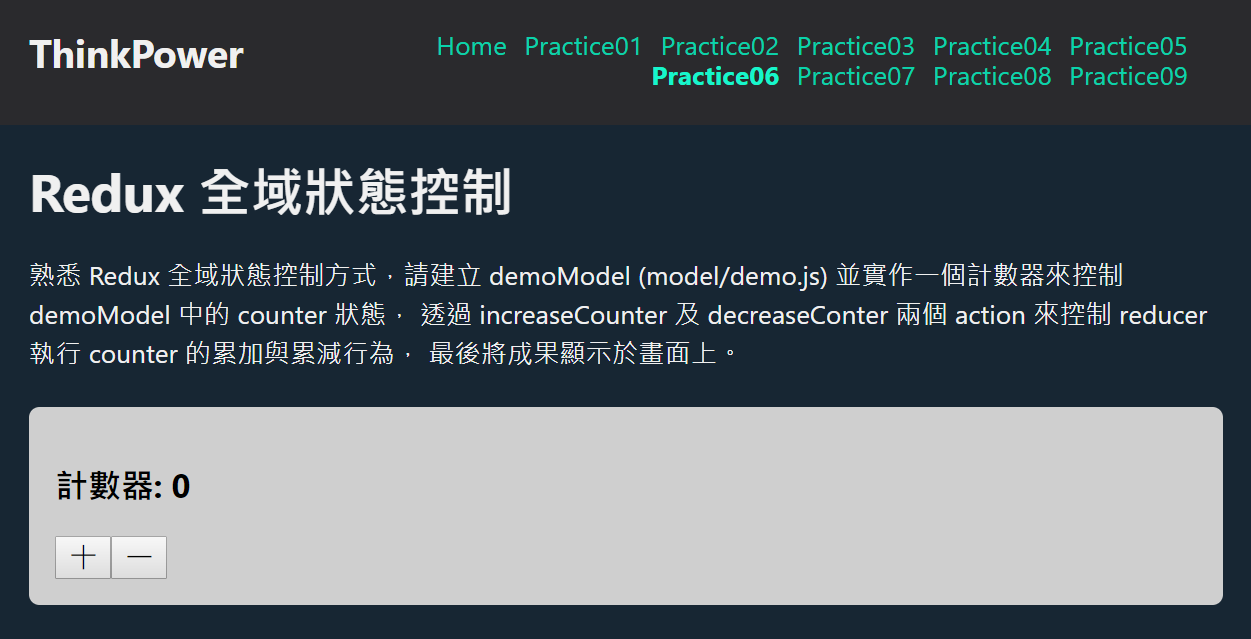 ThinkPower
Home Practice01 Practice02 Practice03 Practice04 Practice05
Practice06 Practice07 Practice08 Practice09
Redux 全域狀態控制
熟悉 Redux 全域狀態控制方式，請建立 demoModel (model/demo.js) 並實作一個計數器來控制
demoModel 中的 counter 狀態， 透過 increaseCounter 及 decreaseConter 兩個 action 來控制 reducer
執行 counter 的累加與累減行為， 最後將成果顯示於畫面上。
計數器: 0
＋ －